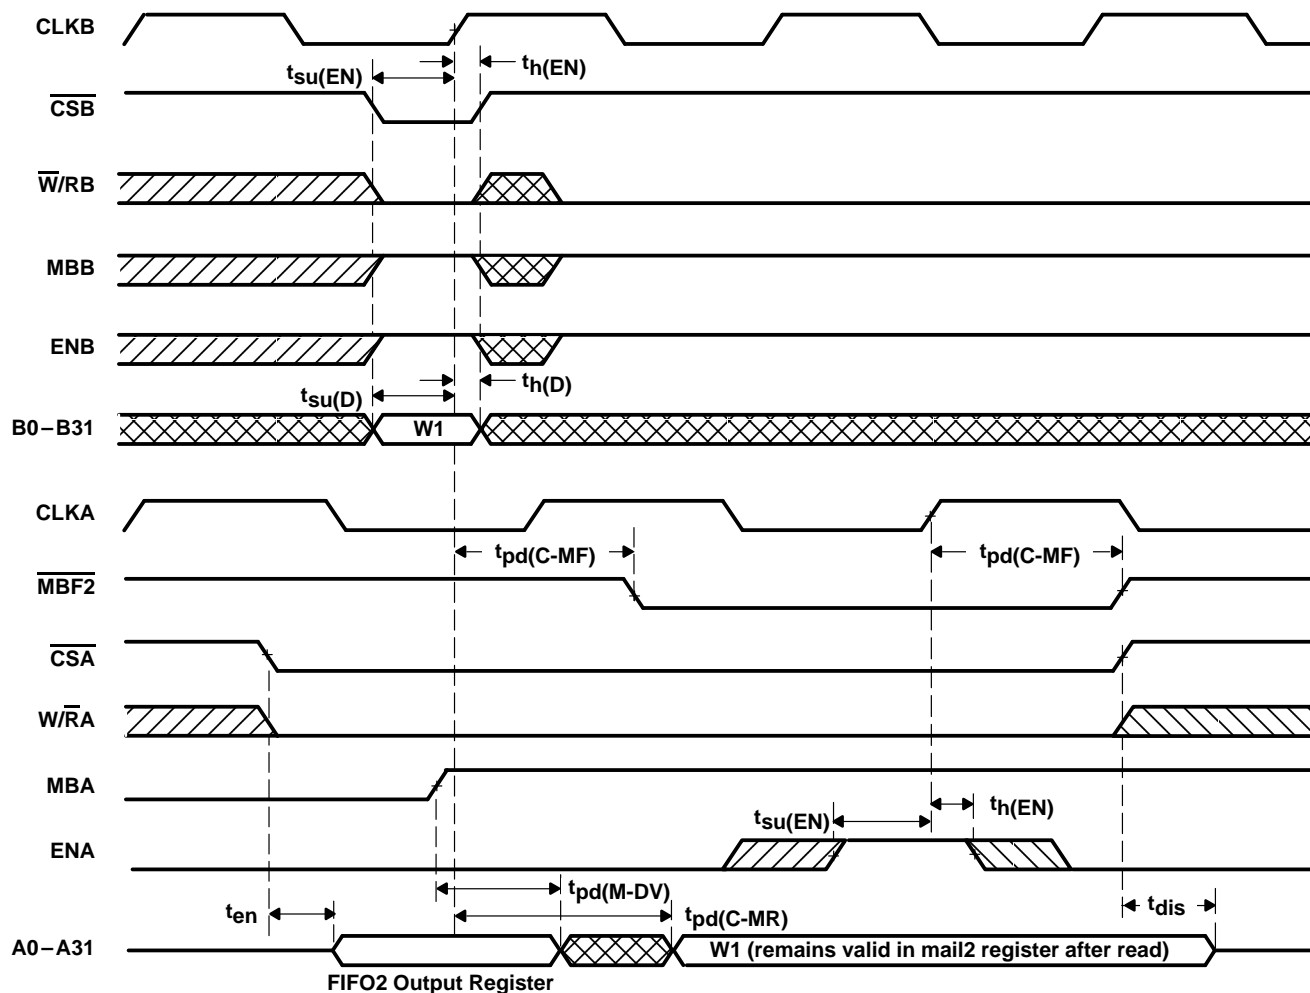 CLKB
tsu(EN)
th(EN)
CSB
W/RB
MBB
ENB
tsu(D)
th(D)
B0–B31
W1
CLKA
tpd(C-MF)
tpd(C-MF)
MBF2
CSA
W/RA
MBA
tsu(EN)
th(EN)
ENA
tpd(M-DV)
ten
tpd(C-MR)
tdis
A0–A31
W1 (remains valid in mail2 register after read)
FIFO2 Output Register